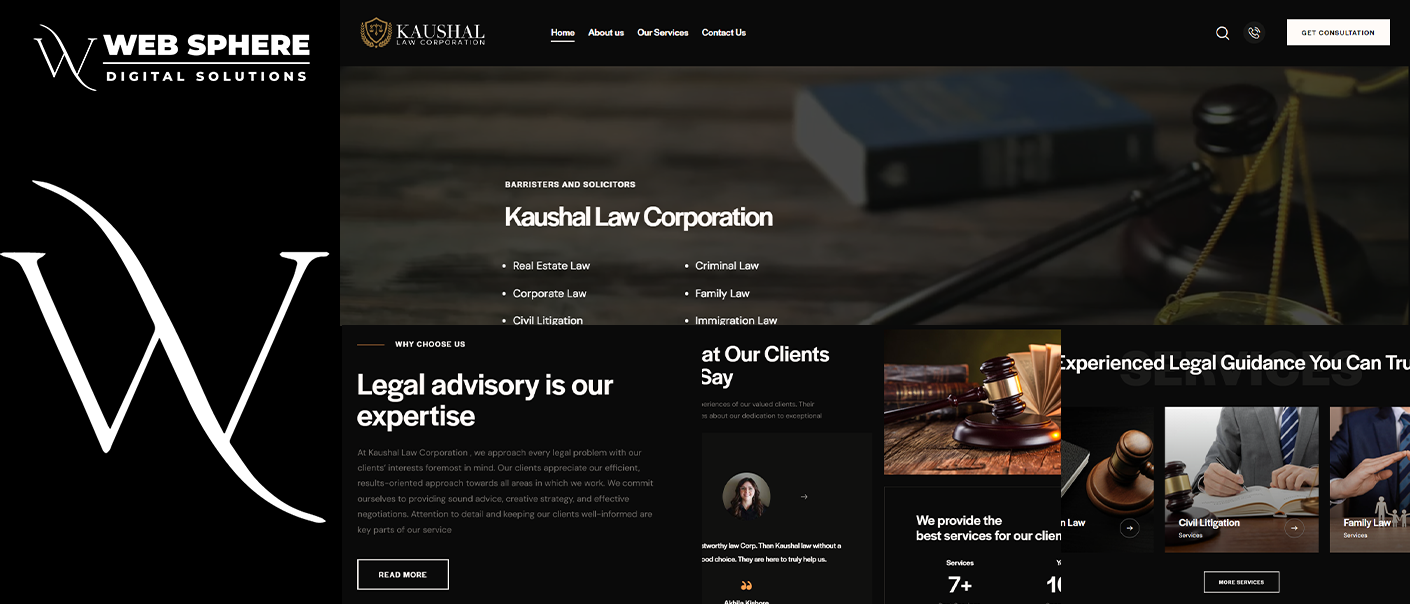 WEB SPHERE
DIGITAL SOLUTIONS
KAUSHAL
LAW CORPORATION
Home About us Our Services Contact Us
GET CONSULTATION
BARRISTERS AND SOLICITORS
Kaushal Law Corporation
• Real Estate Law
• Criminal Law
• Corporate Law
• Family Law
• Civil Litigation
• Immigration Law
WHY CHOOSE US
Legal advisory is our
expertise
At Kaushal Law Corporation , we approach every legal problem with our
clients' interests foremost in mind. Our clients appreciate our efficient,
results-oriented approach towards all areas in which we work. We commit
ourselves to providing sound advice, creative strategy, and effective
negotiations. Attention to detail and keeping our clients well-informed are
key parts of our service
READ MORE
at Our Clients
Say
periences of our valued clients. Their
es about our dedication to exceptional
stworthy law Corp. Than Kaushal law without a
ood choice. They are here to truly help us.
Akhila Kishore
We provide the
best services for our clien
Services
7+
SERVICES
Experienced Legal Guidance You Can Tru
n Law
Civil Litigation
Services
Family Law
Services
MORE SERVICES